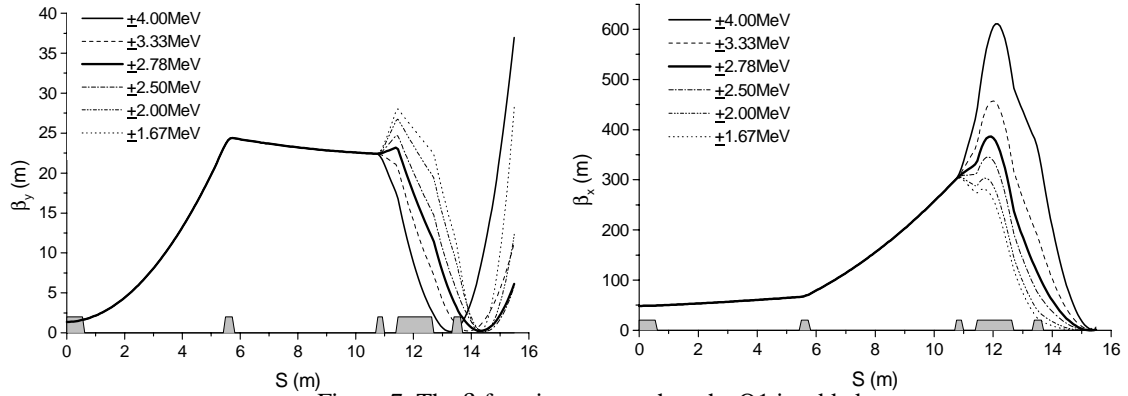 ±4.00MeV
±3.33MeV
±2.78MeV
±2.50MeV
±2.00MeV
±1.67MeV
40
35
30
25
20
15
10
5
0
βy (m)
0 2 4 6 8 10 12 14 16
S (m)
±4.00MeV
±3.33MeV
±2.78MeV
±2.50MeV
±2.00MeV
±1.67MeV
600
500
400
300
200
100
0
βx (m)
0 2 4 6 8 10 12 14 16
S (m)